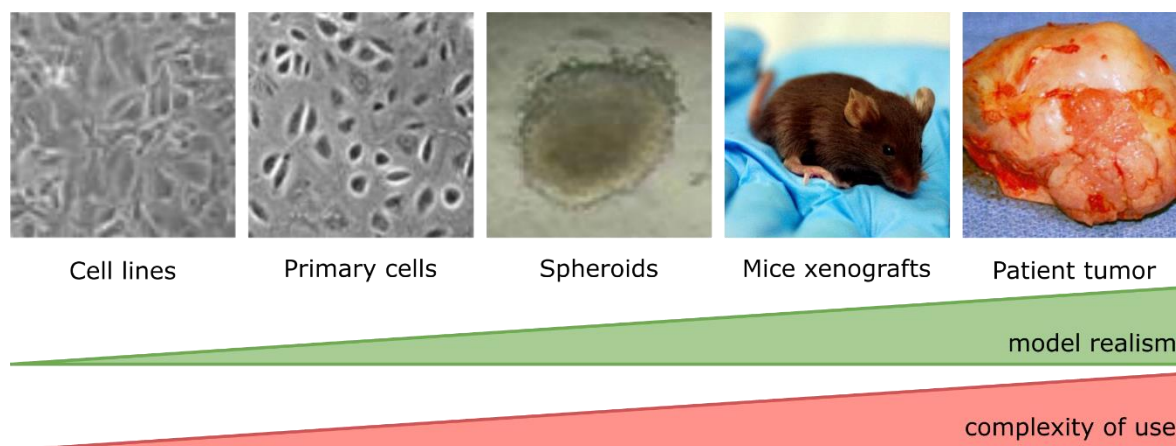 Cell lines
Primary cells
Spheroids
Mice xenografts
Patient tumor
model realism
complexity of use